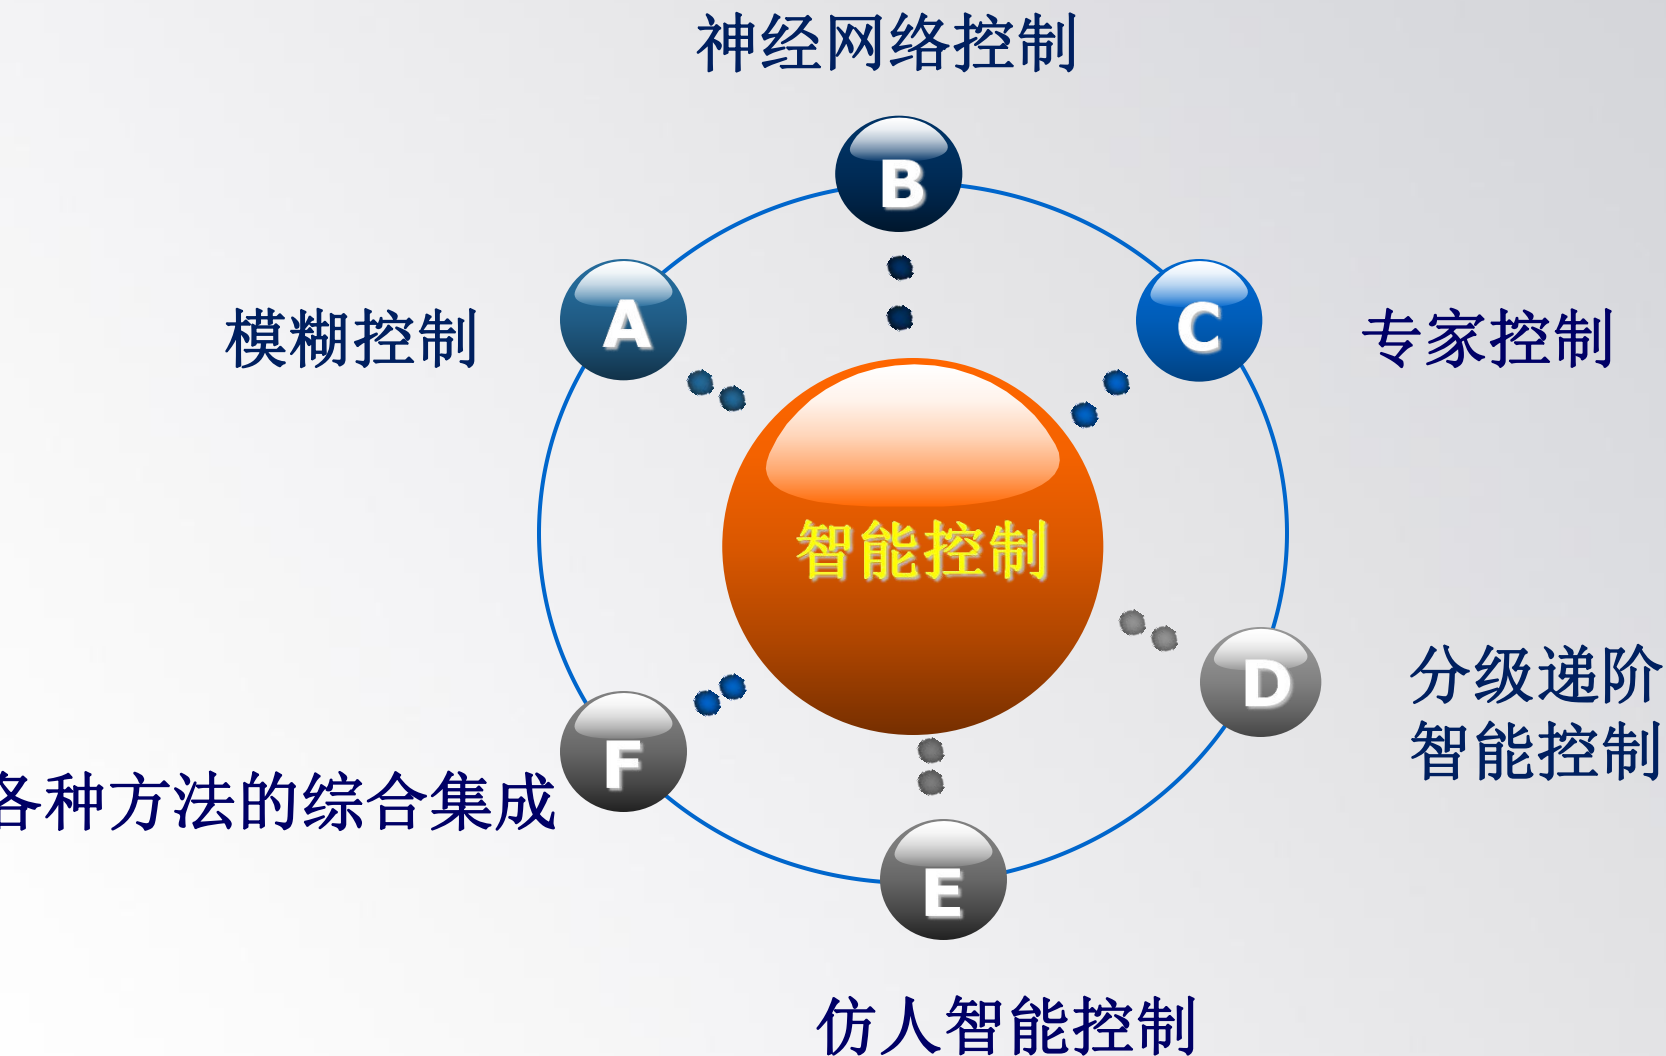 神经网络控制
B
A
C
模糊控制
专家控制
智能控制
D
分级递阶
智能控制
F
各种方法的综合集成
E
仿人智能控制